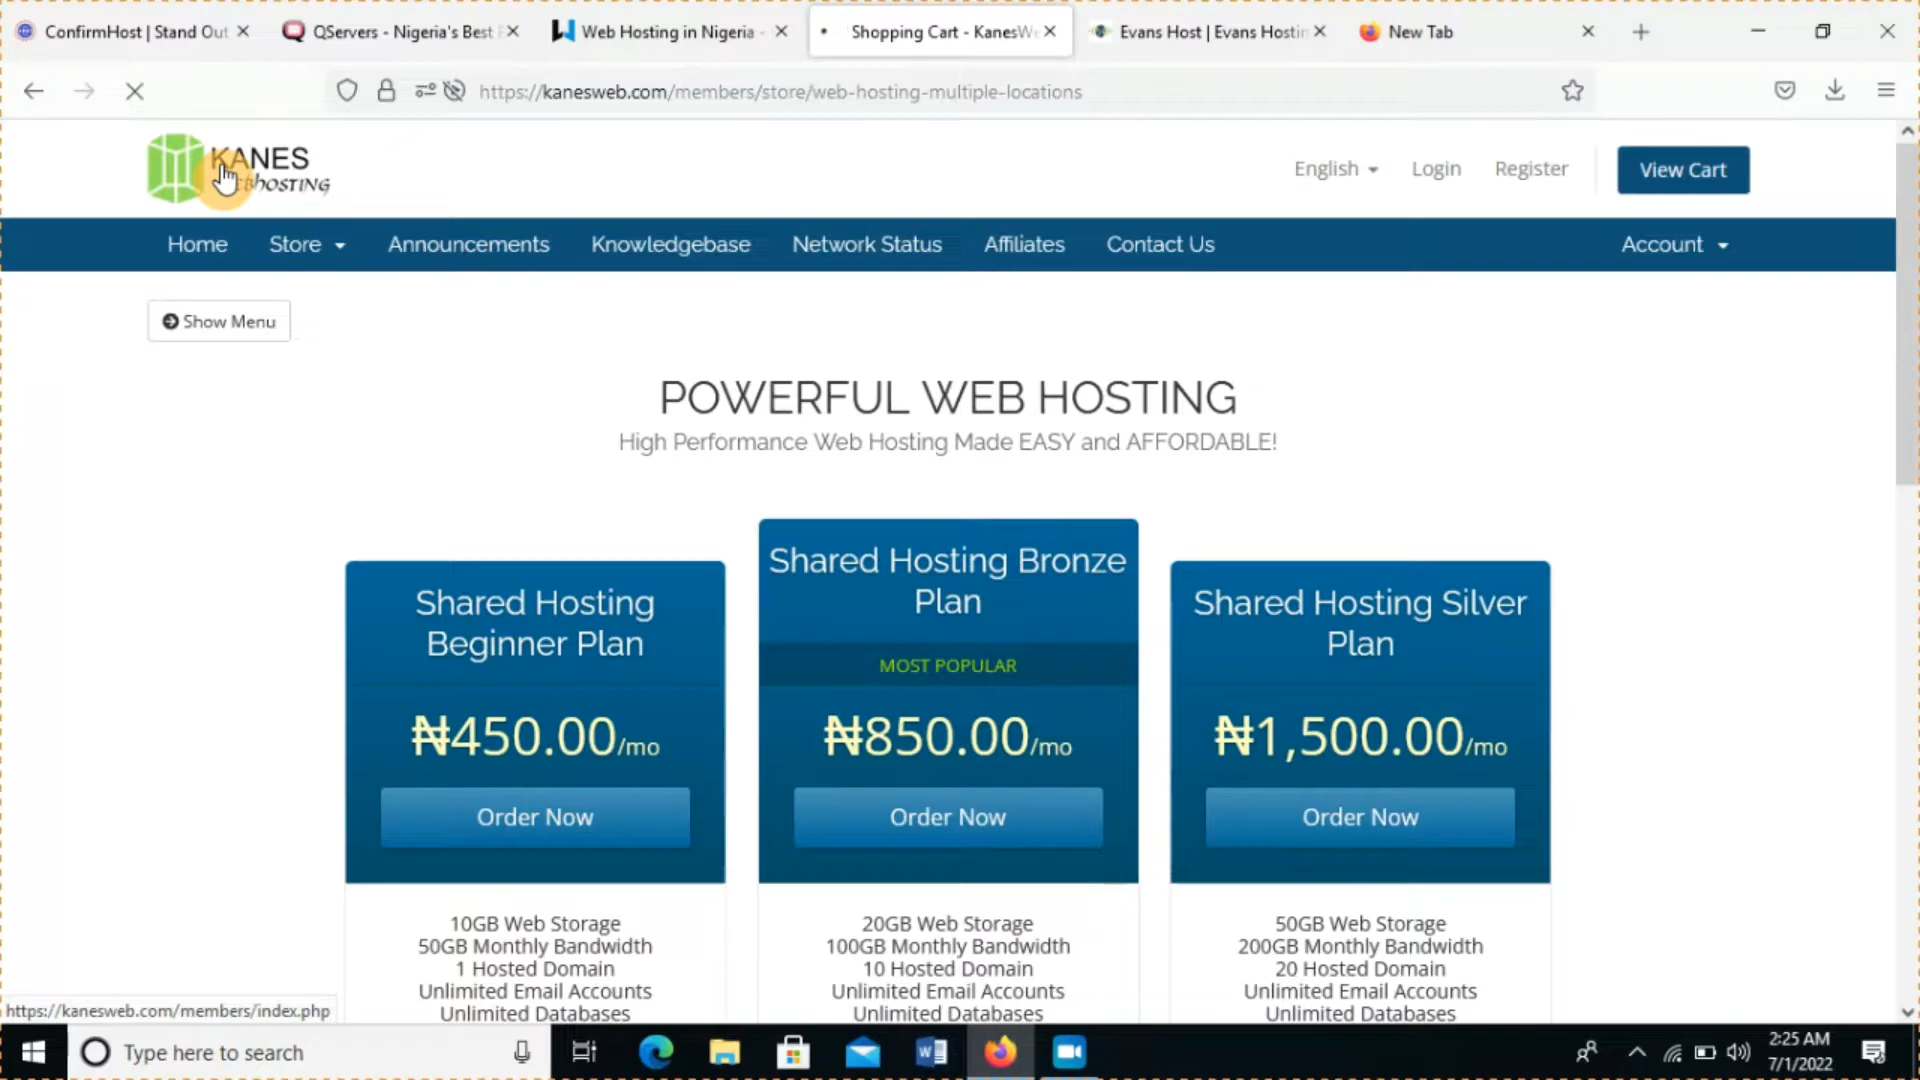 ConfirmHost | Stand Out
QServers - Nigeria's Best
Web Hosting in Nigeria -
Shopping Cart - KanesWe
Evans Host | Evans Hostin
New Tab
https://kanesweb.com/members/store/web-hosting-multiple-locations
KANES
webHOSTING
English
Login
Register
View Cart
Home
Store
Announcements
Knowledgebase
Network Status
Affiliates
Contact Us
Account
Show Menu
POWERFUL WEB HOSTING
High Performance Web Hosting Made EASY and AFFORDABLE!
Shared Hosting
Beginner Plan
₦450.00/mo
Order Now
10GB Web Storage
50GB Monthly Bandwidth
1 Hosted Domain
Unlimited Email Accounts
Unlimited Databases
Shared Hosting Bronze
Plan
MOST POPULAR
₦850.00/mo
Order Now
20GB Web Storage
100GB Monthly Bandwidth
10 Hosted Domain
Unlimited Email Accounts
Unlimited Databases
Shared Hosting Silver
Plan
₦1,500.00/mo
Order Now
50GB Web Storage
200GB Monthly Bandwidth
20 Hosted Domain
Unlimited Email Accounts
Unlimited Databases
https://kanesweb.com/members/index.php
Type here to search
2:25 AM
7/1/2022